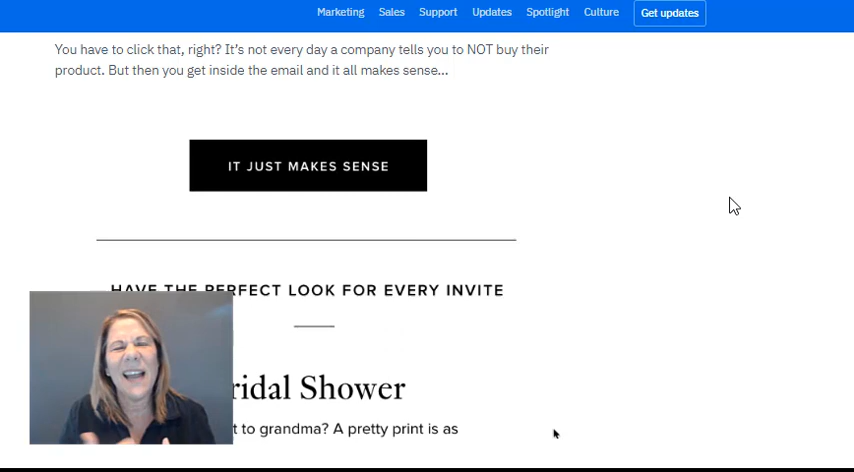 Marketing Sales Support Updates Spotlight Culture Get updates
You have to click that, right? It’s not every day a company tells you to NOT buy their
product. But then you get inside the email and it all makes sense...
IT JUST MAKES SENSE
HAVE THE PERFECT LOOK FOR EVERY INVITE
ridal Shower
t to grandma? A pretty print is as